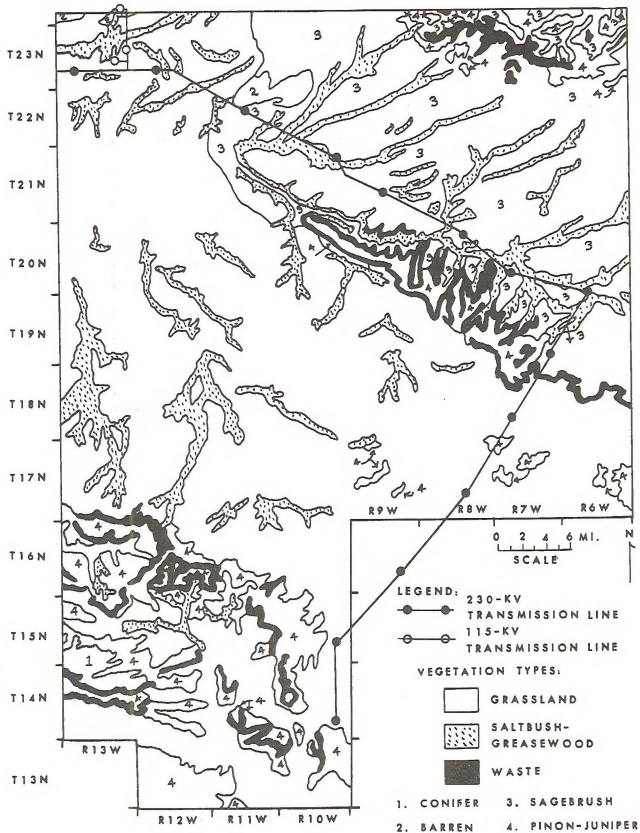 T23N
T22N
T21N
T20N
T19N
T18N
T17N
T16N
T15N
T14N
T13N
R13W
R12W R11W R10W
R9W R8W R7W R6W
0 2 4 6 MI.
SCALE
N
LEGEND:
230-KV
TRANSMISSION LINE
115-KV
TRANSMISSION LINE
VEGETATION TYPES:
GRASSLAND
SALTBUSH-
GREASEWOOD
WASTE
1. CONIFER 3. SAGEBRUSH
2. BARREN 4. PINON-JUNIPER